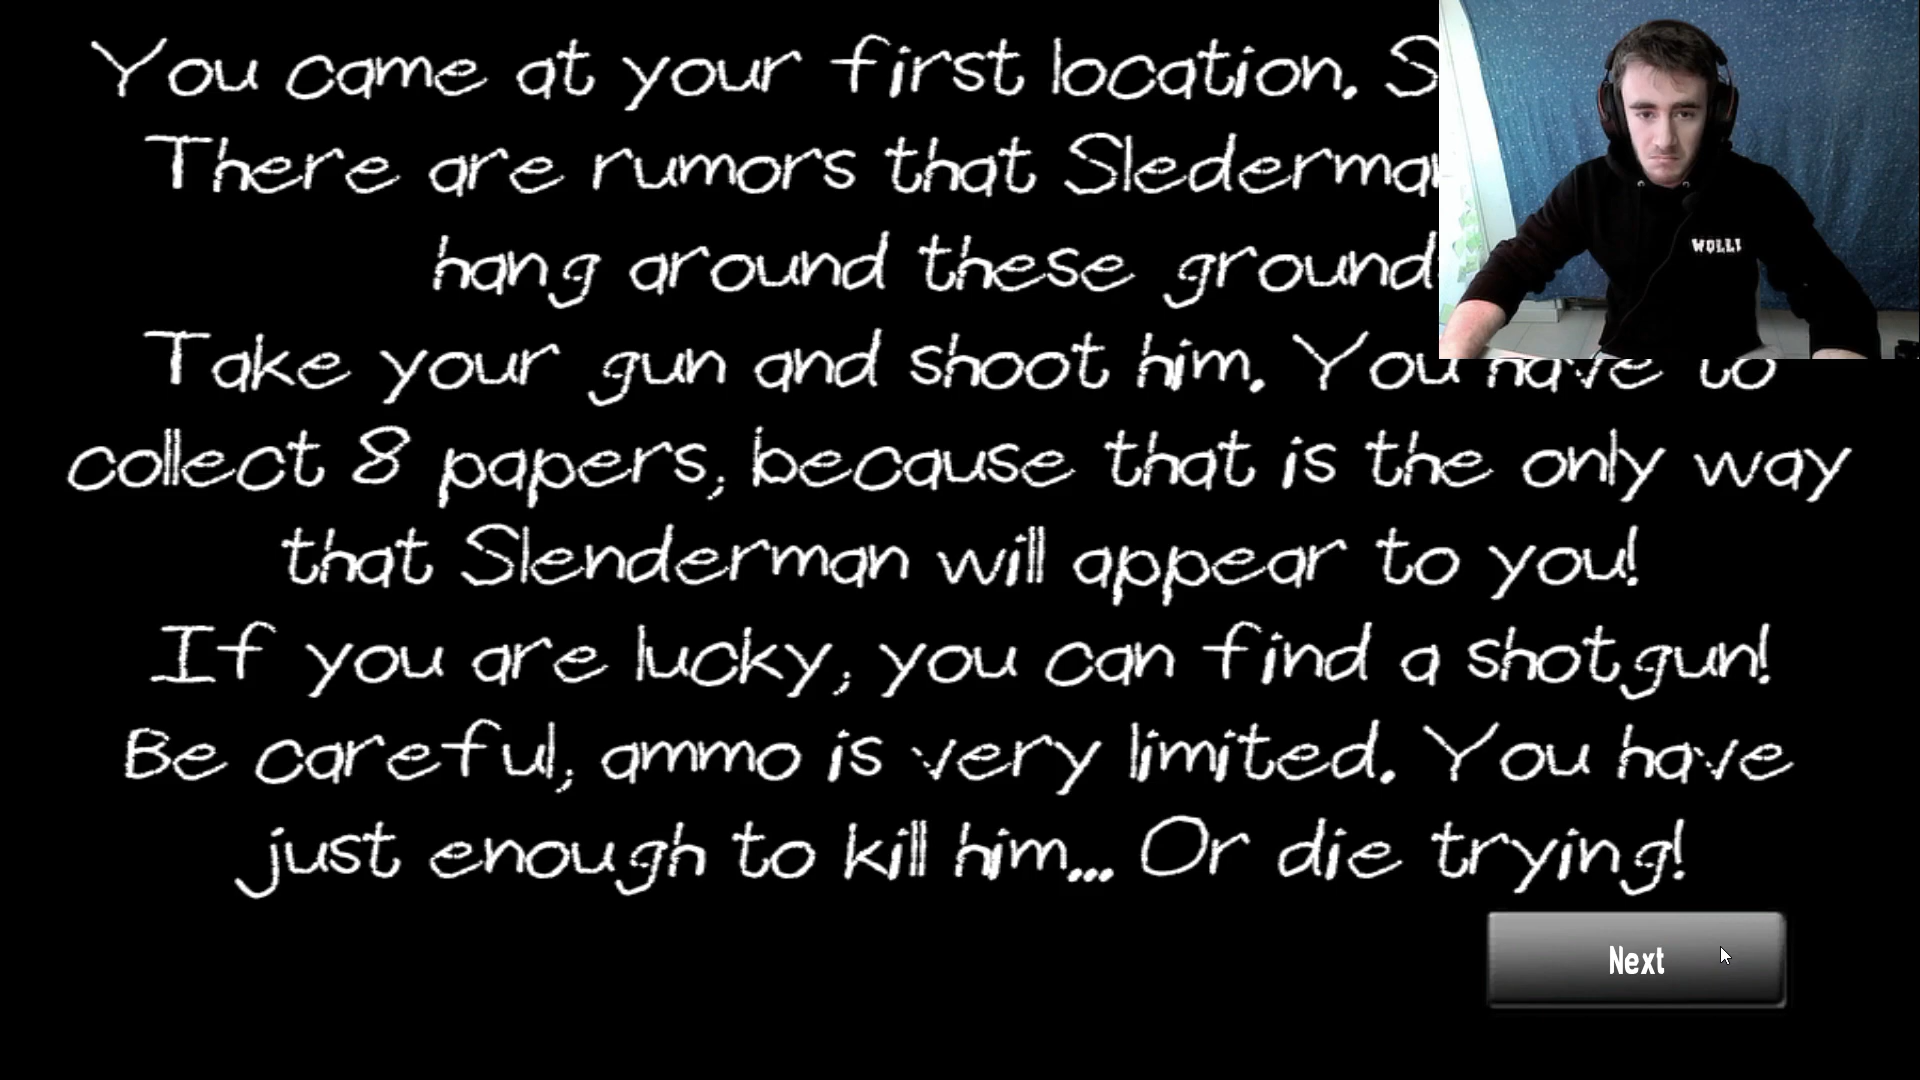 You came at your first location.
There are rumors that
hang around these
Take your gun and shoot him. You have to
collect 8 papers, because that is the only way
that Slenderman will appear to you!
If you are lucky, you can find a shotgun!
Be careful, ammo is very limited. You have
just enough to kill him... Or die trying!
Next
WOLLI